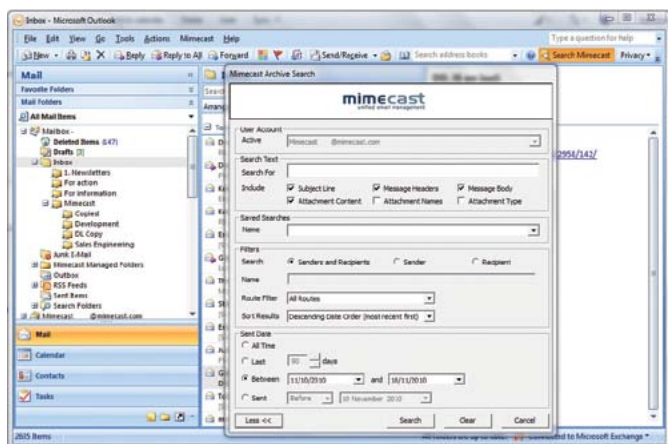 Inbox - Microsoft Outlook
File Edit View Go Tools Actions Mimecast Help
Type a question for help
New Reply Reply to All Forward Send/Receive Search address books Search Mimecast Privacy
Mail
Favorite Folders
Mail Folders
All Mail Items
Mailbox -
Deleted Items (647)
Drafts [3]
Inbox
1. Newsletters
For action
For information
Mimecast
Copied
Development
DL Copy
Sales Engineering
Junk E-Mail
Mimecast Managed Folders
Outbox
RSS Feeds
Sent Items
Search Folders
Mimecast @mimecast.com
Mail
Calendar
Contacts
Tasks
2605 Items
Mimecast Archive Search
mimecast
unified email management
User Account
Active Mimecast @mimecast.com
Search Text
Search For
Include Subject Line Message Headers Message Body
Attachment Content Attachment Names Attachment Type
Saved Searches
Name
Filters
Search Senders and Recipients Sender Recipient
Name
Route Filter All Routes
Sort Results Descending Date Order (most recent first)
Sent Date
All Time
Last 90 days
Between 11/10/2010 and 10/11/2010
Sent Before 10 November 2010
Less << Search Clear Cancel
2958/142/
Connected to Microsoft Exchange